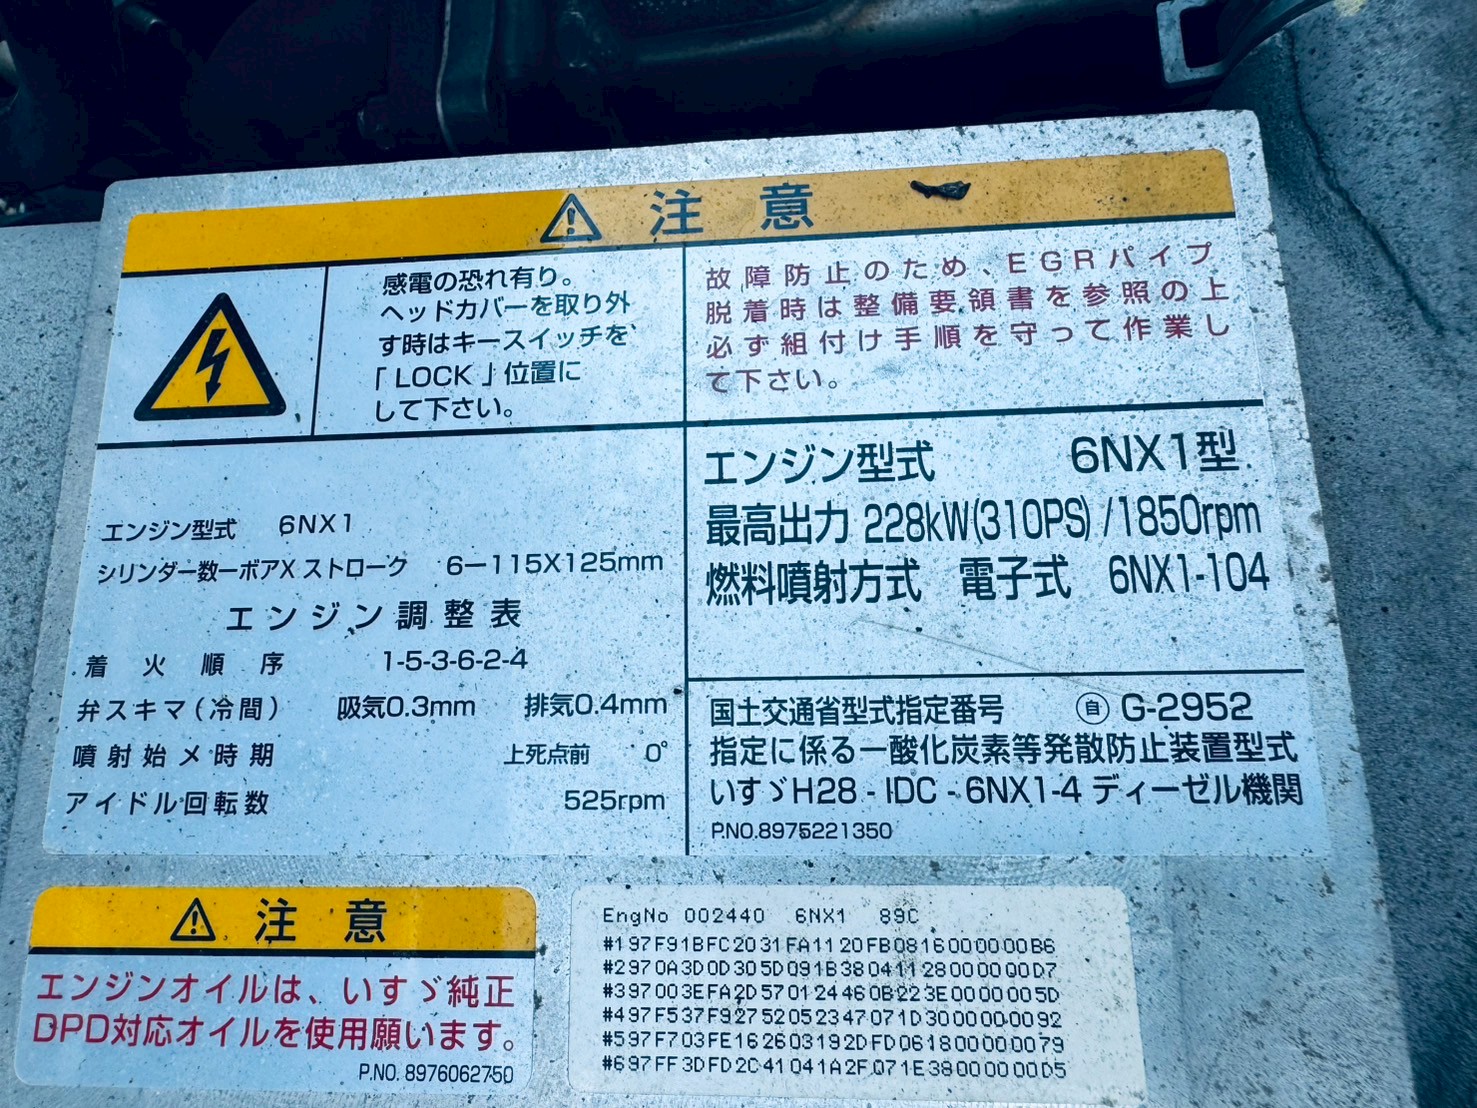 注意
感電の恐れ有り。
ヘッドカバーを取り外
す時はキースイッチを
「LOCK」位置に
して下さい。
故障防止のため、EGRパイプ
脱着時は整備要領書を参照の上
必ず組付け手順を守って作業し
て下さい。
エンジン型式 6NX1
シリンダー数ーボアX ストローク 6ー115X125mm
エンジン調整表
着火順序 1-5-3-6-2-4
弁スキマ(冷間) 吸気0.3mm 排気0.4mm
噴射始メ時期 上死点前 0°
アイドル回転数 525rpm
エンジン型式 6NX1型
最高出力 228kW(310PS)/1850rpm
燃料噴射方式 電子式 6NX1-104
国土交通省型式指定番号 ㊂自 G-2952
指定に係る一酸化炭素等発散防止装置型式
いすゞH28-IDC-6NX1-4 ディーゼル機関
P.NO.8975221350
注意
エンジンオイルは、いすゞ純正
DPD対応オイルを使用願います。
P.NO. 8976062750
EngNo 002440 6NX1 89C
#197F91BFC2031FA1120FB0816000000B6
#2970A3D0D305D091B38041128000000D7
#397003EFA2D570124460B223E0000005D
#497F537F92752052347071D3000000092
#597F703FE162603192DFD061800000079
#697FF3DFD2C41041A2F071E38000000D5